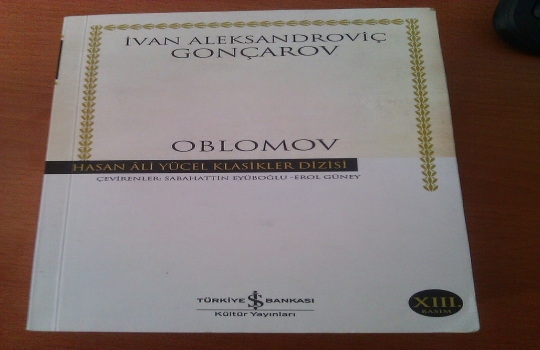 İVAN ALEKSANDROVİÇ
GONÇAROV
OBLOMOV
HASAN ÂLİ YÜCEL KLASİKLER DİZİSİ
ÇEVİRENLER: SABAHATTİN EYÜBOĞLU -EROL GÜNEY
TÜRKİYE İŞ BANKASI
Kültür Yayınları
XIII.
BASIM